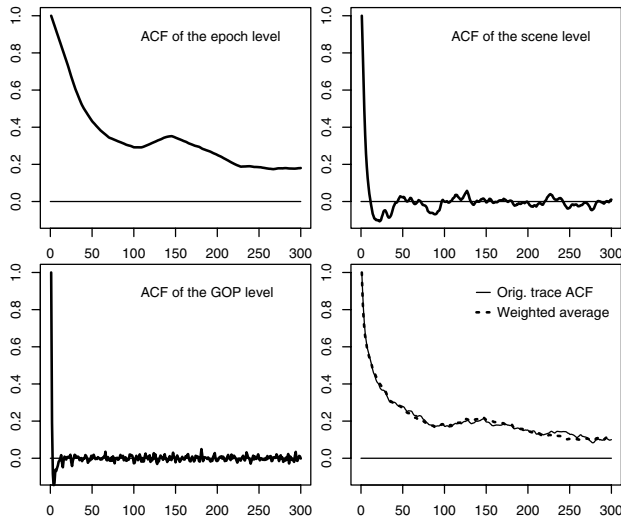 ACF of the epoch level
0.0 0.2 0.4 0.6 0.8 1.0
0 50 100 150 200 250 300
ACF of the scene level
0.0 0.2 0.4 0.6 0.8 1.0
0 50 100 150 200 250 300
ACF of the GOP level
0.0 0.2 0.4 0.6 0.8 1.0
0 50 100 150 200 250 300
Orig. trace ACF
Weighted average
0.0 0.2 0.4 0.6 0.8 1.0
0 50 100 150 200 250 300